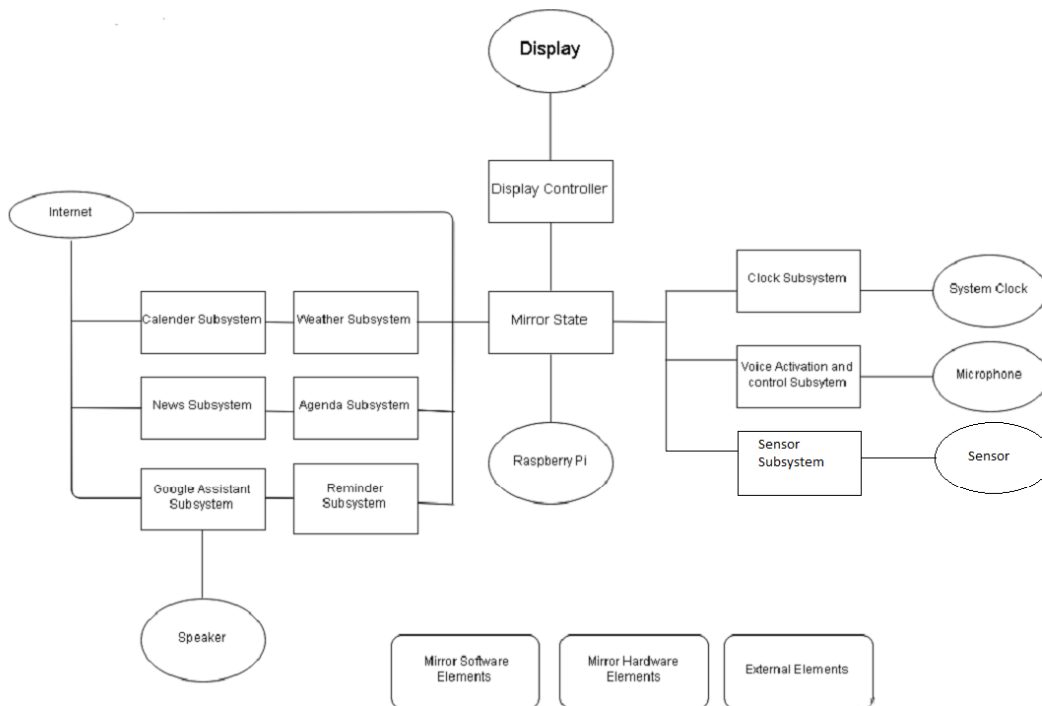 Display
Display Controller
Internet
Clock Subsystem
System Clock
Calender Subsystem
Weather Subsystem
Mirror State
Voice Activation and
control Subsytem
Microphone
News Subsystem
Agenda Subsystem
Sensor
Subsystem
Sensor
Raspberry Pi
Google Assistant
Subsystem
Reminder
Subsystem
Speaker
Mirror Software
Elements
Mirror Hardware
Elements
External Elements